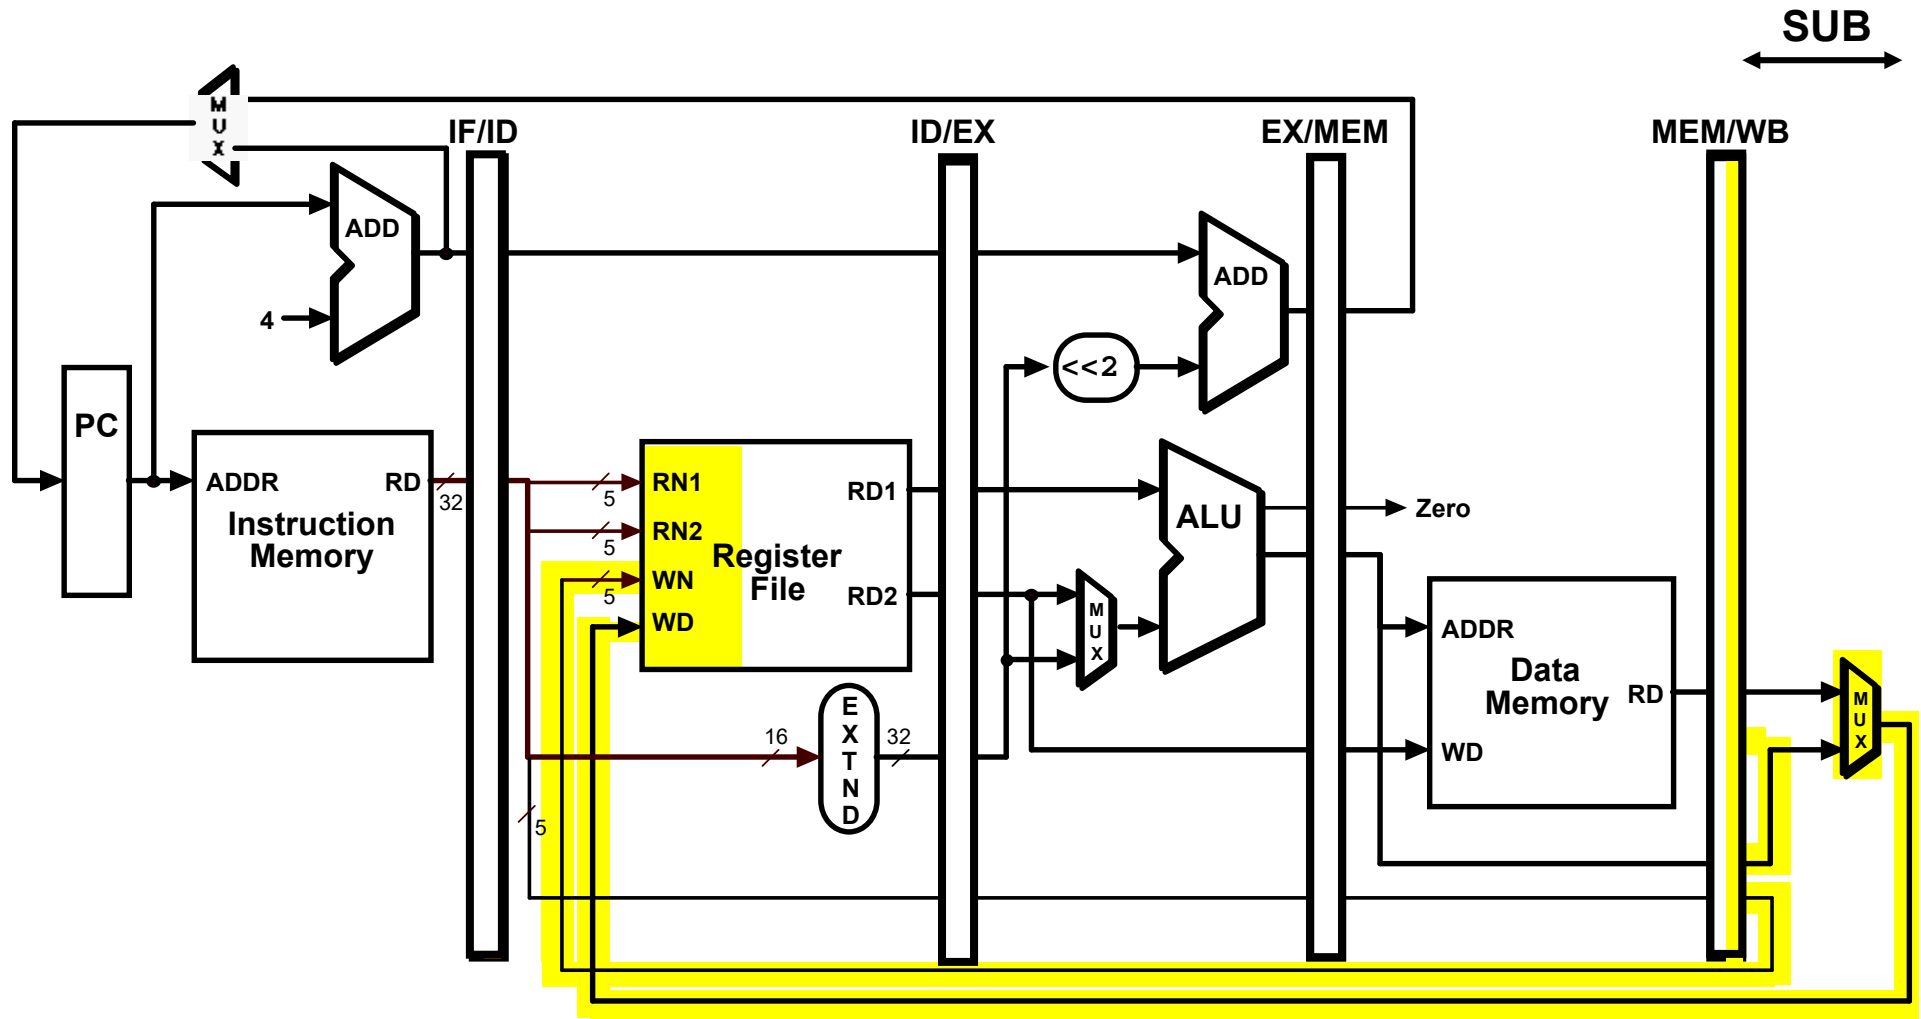 SUB
M
U
X
IF/ID
ID/EX
EX/MEM
MEM/WB
ADD
ADD
4
<<2
PC
ADDR
RD
32
Instruction
Memory
5
RN1
5
RN2
5
WN
WD
Register
File
RD1
RD2
ALU
Zero
M
U
X
ADDR
Data
Memory
RD
WD
M
U
X
16
E
X
T
N
D
32
5